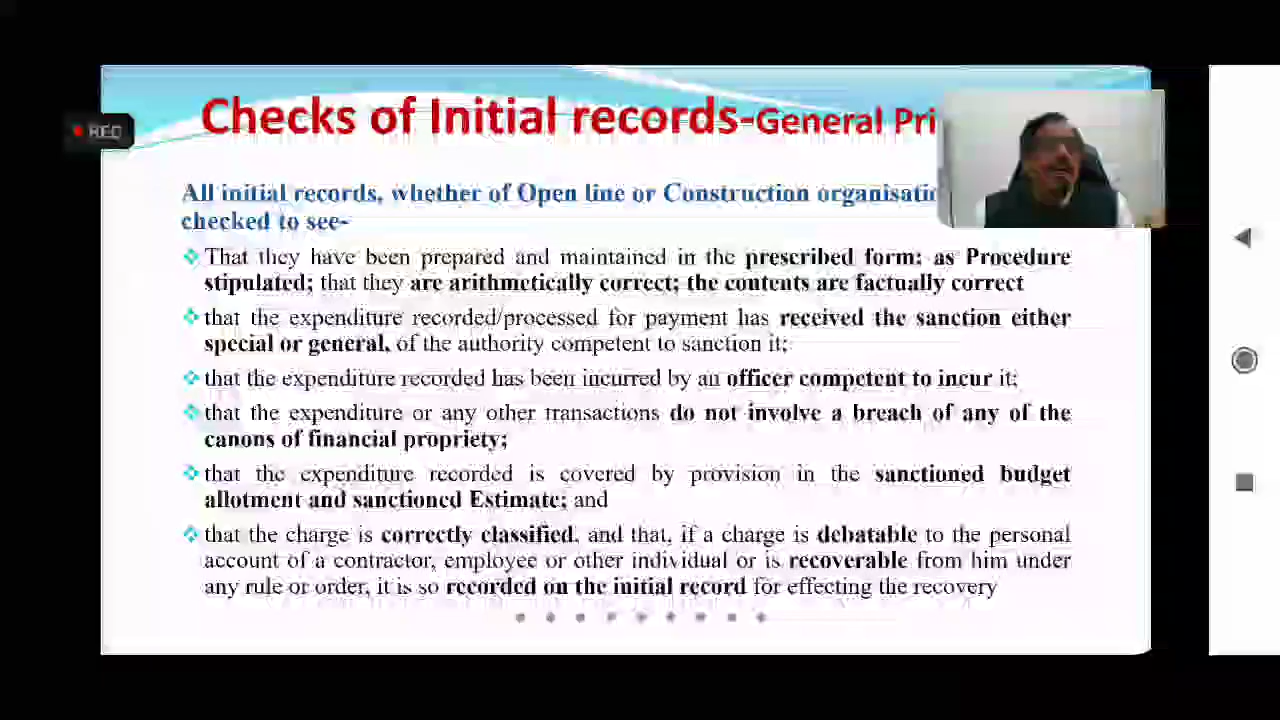 REC
Checks of Initial records-General Pri
All initial records, whether of Open line or Construction organisatio
checked to see-
That they have been prepared and maintained in the prescribed form; as Procedure
stipulated; that they are arithmetically correct; the contents are factually correct
that the expenditure recorded/processed for payment has received the sanction either
special or general, of the authority competent to sanction it;
that the expenditure recorded has been incurred by an officer competent to incur it;
that the expenditure or any other transactions do not involve a breach of any of the
canons of financial propriety;
that the expenditure recorded is covered by provision in the sanctioned budget
allotment and sanctioned Estimate; and
that the charge is correctly classified, and that, if a charge is debatable to the personal
account of a contractor, employee or other individual or is recoverable from him under
any rule or order, it is so recorded on the initial record for effecting the recovery